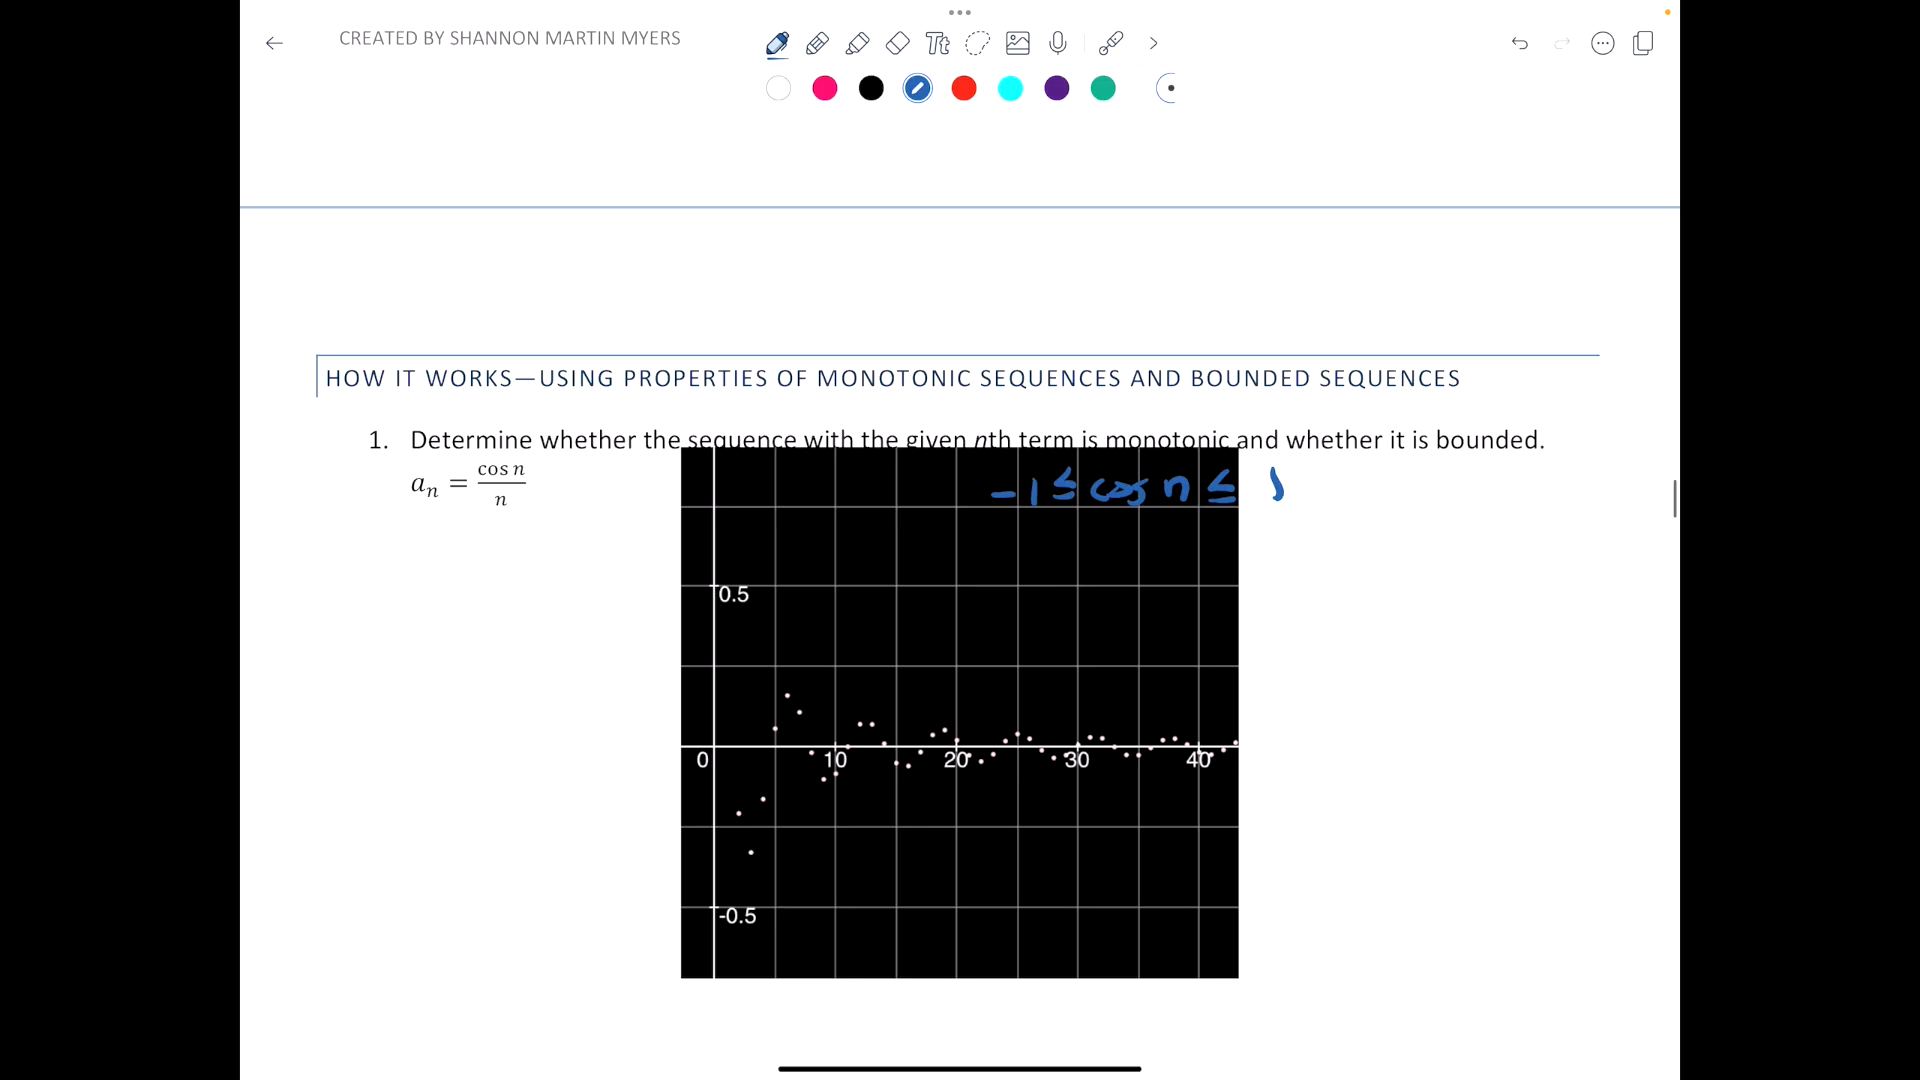 CREATED BY SHANNON MARTIN MYERS
Tt
HOW IT WORKS—USING PROPERTIES OF MONOTONIC SEQUENCES AND BOUNDED SEQUENCES
1. Determine whether the sequence with the given nth term is monotonic and whether it is bounded.
aₙ = cos n / n
-1 ≤ cos n ≤ 1
0.5
0 10 20 30 40
-0.5